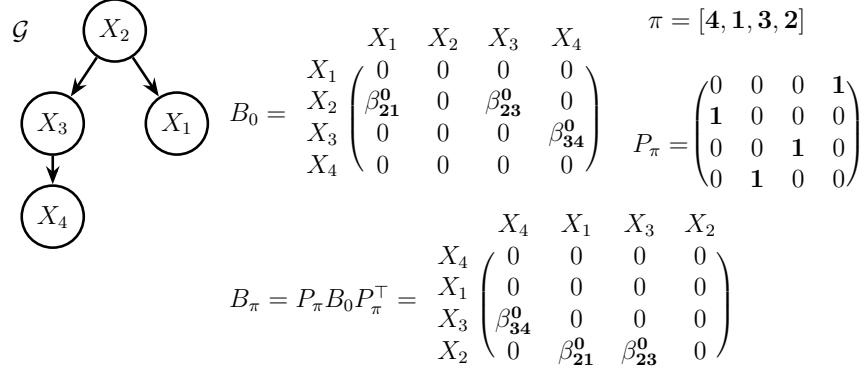 𝒢
X₂
X₃
X₁
X₄
X₁ X₂ X₃ X₄
X₁ 0 0 0 0
B₀ = X₂ β⁰₂₁ 0 β⁰₂₃ 0
X₃ 0 0 0 β⁰₃₄
X₄ 0 0 0 0
π = [4, 1, 3, 2]
0 0 0 1
1 0 0 0
P_π = 0 0 1 0
0 1 0 0
X₄ X₁ X₃ X₂
X₄ 0 0 0 0
X₁ 0 0 0 0
B_π = P_π B₀ P_π^⊤ = X₃ β⁰₃₄ 0 0 0
X₂ 0 β⁰₂₁ β⁰₂₃ 0